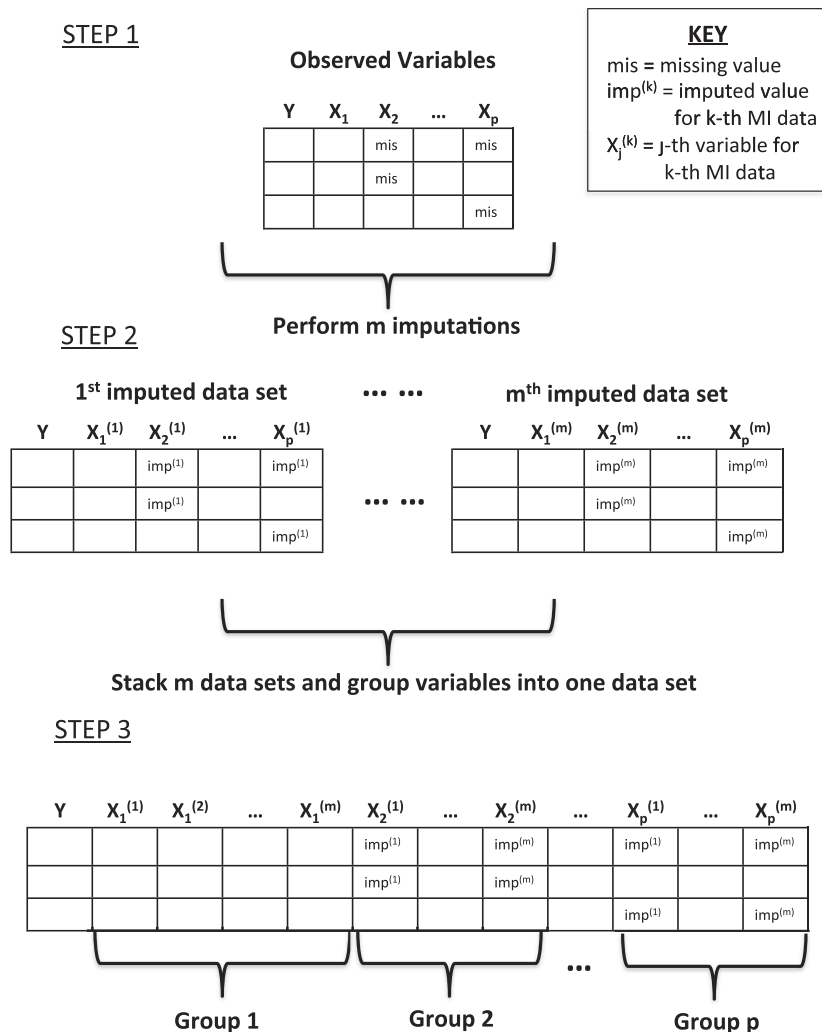 STEP 1
KEY
mis = missing value
imp(k) = imputed value
for k-th MI data
Xj(k) = ȷ-th variable for
k-th MI data
Observed Variables
Y X1 X2 ... Xp
mis mis
mis
mis
Perform m imputations
STEP 2
1st imputed data set ... ... mth imputed data set
Y X1(1) X2(1) ... Xp(1) Y X1(m) X2(m) ... Xp(m)
imp(1) imp(1) imp(m) imp(m)
imp(1) ... ... imp(m)
imp(1) imp(m)
Stack m data sets and group variables into one data set
STEP 3
Y X1(1) X1(2) ... X1(m) X2(1) ... X2(m) ... Xp(1) ... Xp(m)
imp(1) imp(m) imp(1) imp(m)
imp(1) imp(m)
imp(1) imp(m)
Group 1 Group 2 ... Group p